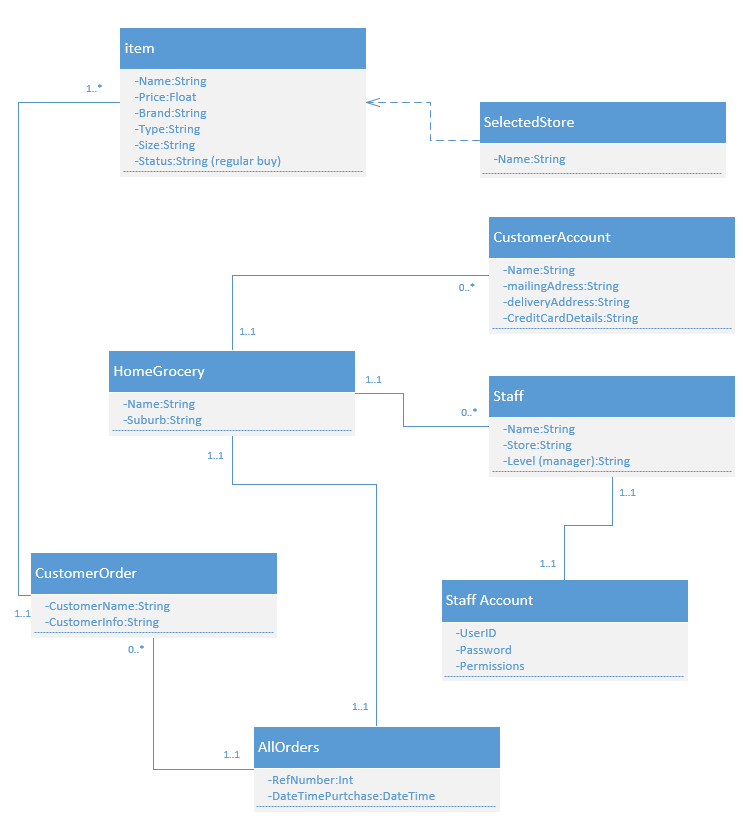 item
-Name:String
-Price:Float
-Brand:String
-Type:String
-Size:String
-Status:String (regular buy)
1..*
SelectedStore
-Name:String
CustomerAccount
-Name:String
-mailingAdress:String
-deliveryAddress:String
-CreditCardDetails:String
0..*
1..1
HomeGrocery
-Name:String
-Suburb:String
1..1
0..*
1..1
Staff
-Name:String
-Store:String
-Level (manager):String
1..1
1..1
Staff Account
-UserID
-Password
-Permissions
CustomerOrder
-CustomerName:String
-CustomerInfo:String
1..1
0..*
1..1
1..1
AllOrders
-RefNumber:Int
-DateTimePurtchase:DateTime